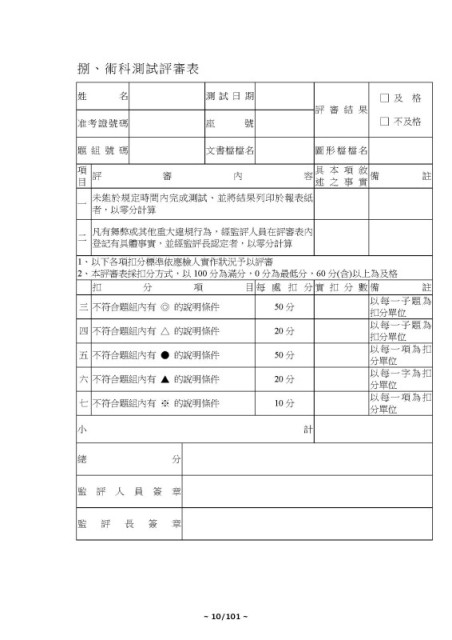 捌、術科測試評審表
姓名 測試日期 評審結果 □ 及格
□ 不及格
准考證號碼 座號
題組號碼 文書檔檔名 圖形檔檔名
項目 評審內容 具本項敘述之事實 備註
一 未能於規定時間內完成測試，並將結果列印於報表紙
者，以零分計算
二 凡有舞弊或其他重大違規行為，經監評人員在評審表內
登記有具體事實，並經監評長認定者，以零分計算
1、以下各項扣分標準依應檢人實作狀況予以評審
2、本評審表採扣分方式，以 100 分為滿分，0 分為最低分，60 分(含)以上為及格
扣分項目 每處扣分 實扣分數 備註
三 不符合題組內有 ◎ 的說明條件 50 分 以每一子題為
扣分單位
四 不符合題組內有 △ 的說明條件 20 分 以每一子題為
扣分單位
五 不符合題組內有 ● 的說明條件 50 分 以每一項為扣
分單位
六 不符合題組內有 ▲ 的說明條件 20 分 以每一字為扣
分單位
七 不符合題組內有 ※ 的說明條件 10 分 以每一項為扣
分單位
小計
總分
監評人員簽章
監評長簽章
~ 10/101 ~